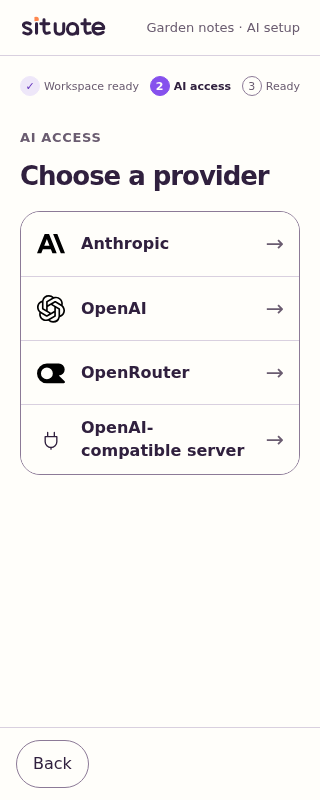 situate
Garden notes · AI setup
✓ Workspace ready 2 AI access 3 Ready
AI ACCESS
Choose a provider
Anthropic →
OpenAI →
OpenRouter →
OpenAI-
compatible server →
Back